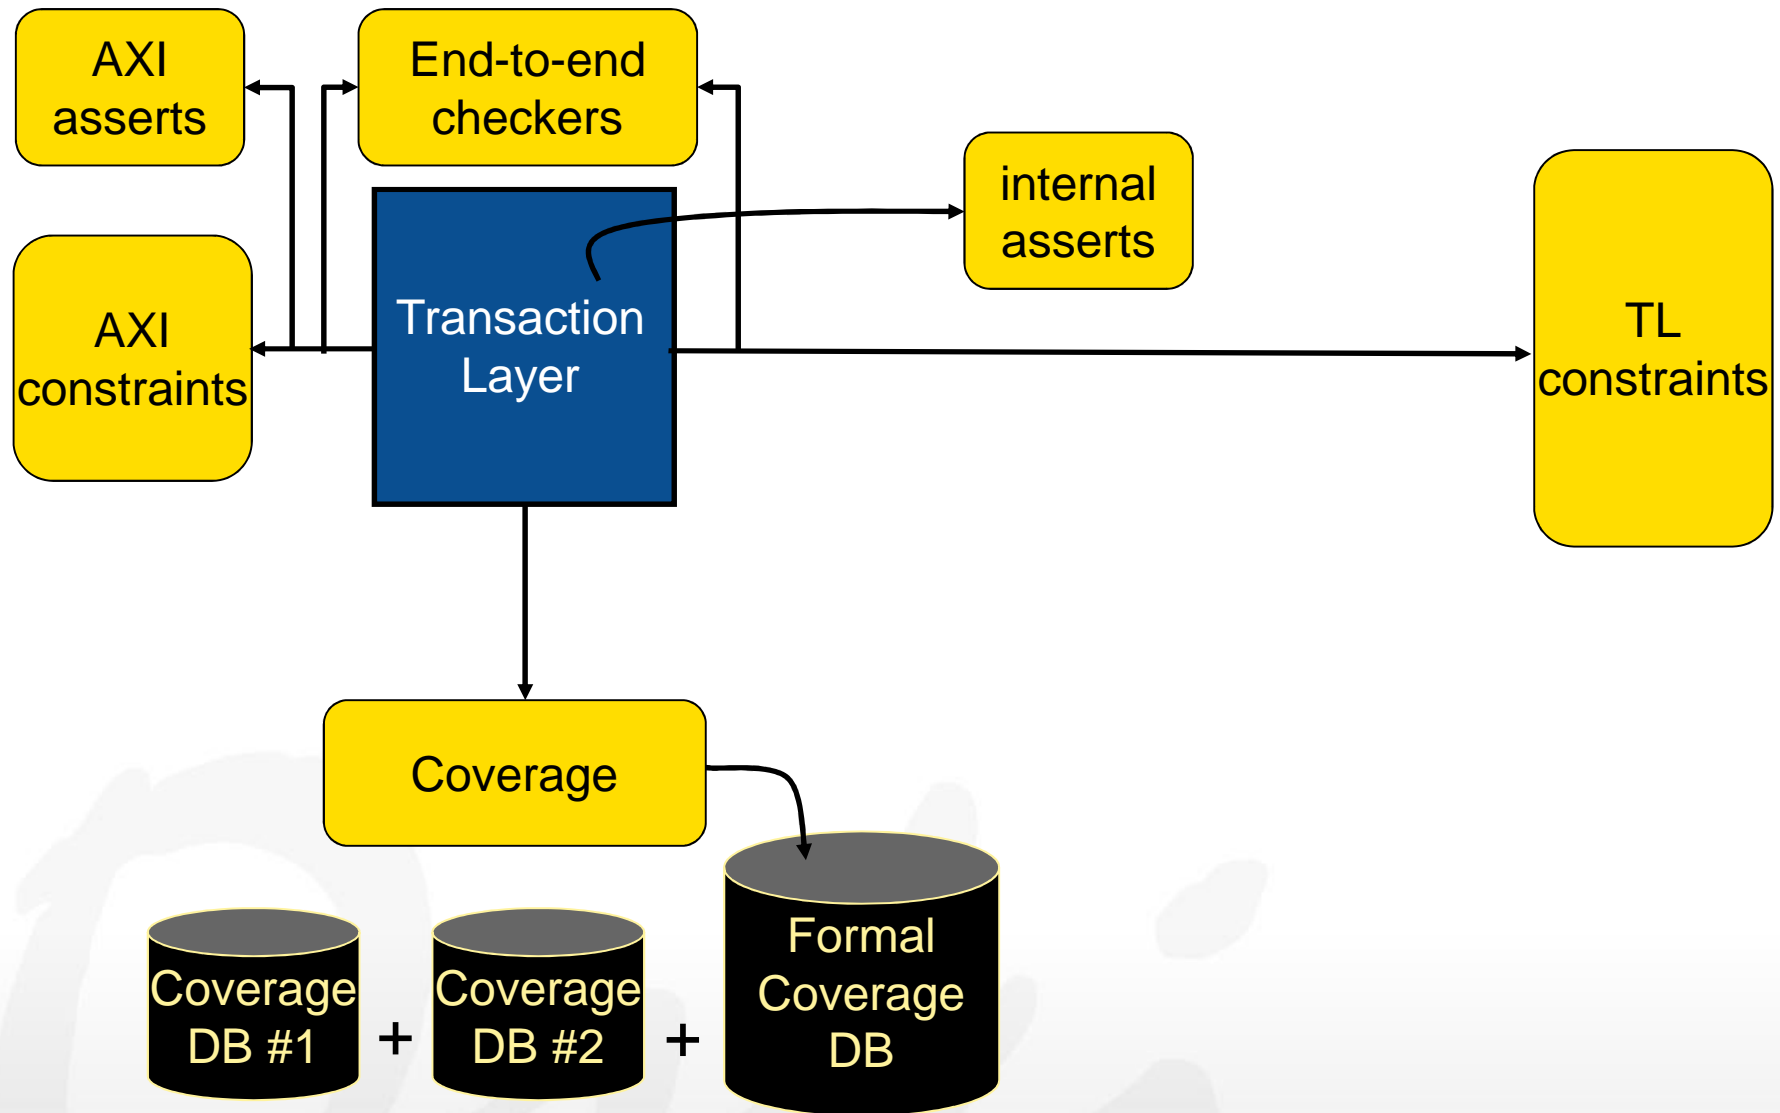 AXI
asserts
End-to-end
checkers
internal
asserts
AXI
constraints
Transaction
Layer
TL
constraints
Coverage
Coverage
DB #1
+
Coverage
DB #2
+
Formal
Coverage
DB